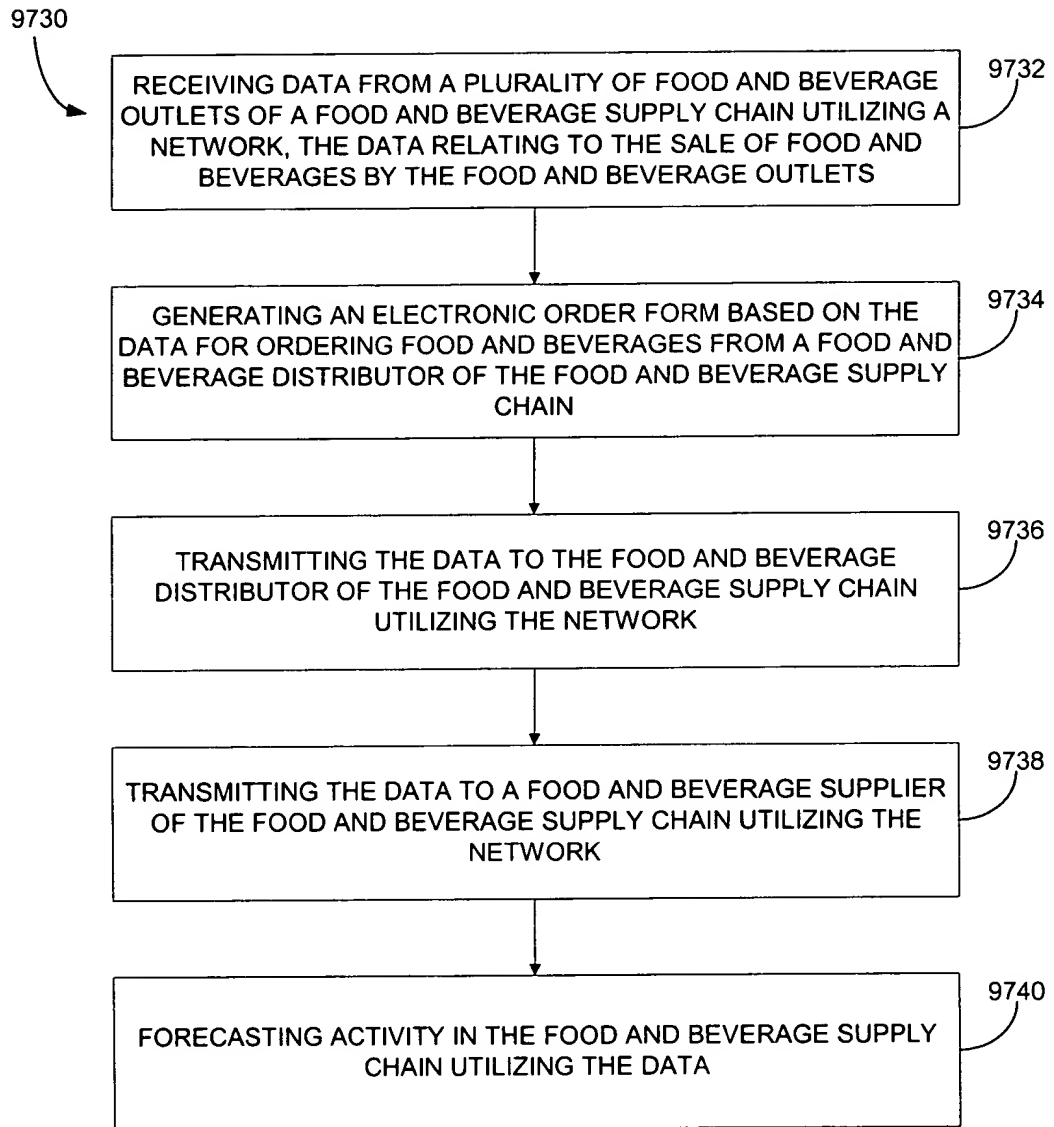 9730
RECEIVING DATA FROM A PLURALITY OF FOOD AND BEVERAGE
OUTLETS OF A FOOD AND BEVERAGE SUPPLY CHAIN UTILIZING A
NETWORK, THE DATA RELATING TO THE SALE OF FOOD AND
BEVERAGES BY THE FOOD AND BEVERAGE OUTLETS
9732
GENERATING AN ELECTRONIC ORDER FORM BASED ON THE
DATA FOR ORDERING FOOD AND BEVERAGES FROM A FOOD AND
BEVERAGE DISTRIBUTOR OF THE FOOD AND BEVERAGE SUPPLY
CHAIN
9734
TRANSMITTING THE DATA TO THE FOOD AND BEVERAGE
DISTRIBUTOR OF THE FOOD AND BEVERAGE SUPPLY CHAIN
UTILIZING THE NETWORK
9736
TRANSMITTING THE DATA TO A FOOD AND BEVERAGE SUPPLIER
OF THE FOOD AND BEVERAGE SUPPLY CHAIN UTILIZING THE
NETWORK
9738
FORECASTING ACTIVITY IN THE FOOD AND BEVERAGE SUPPLY
CHAIN UTILIZING THE DATA
9740